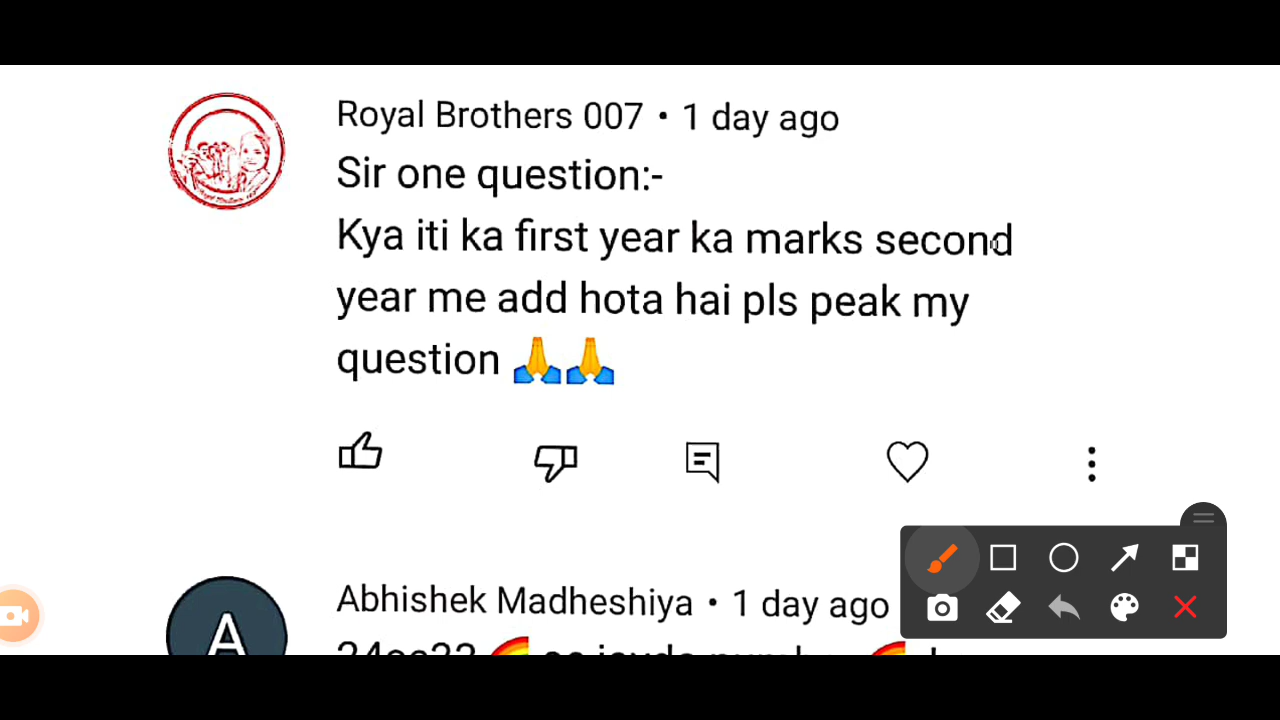 Royal Brothers 007 • 1 day ago
Sir one question:-
Kya iti ka first year ka marks second
year me add hota hai pls peak my
question 🙏🙏
A
Abhishek Madheshiya • 1 day ago